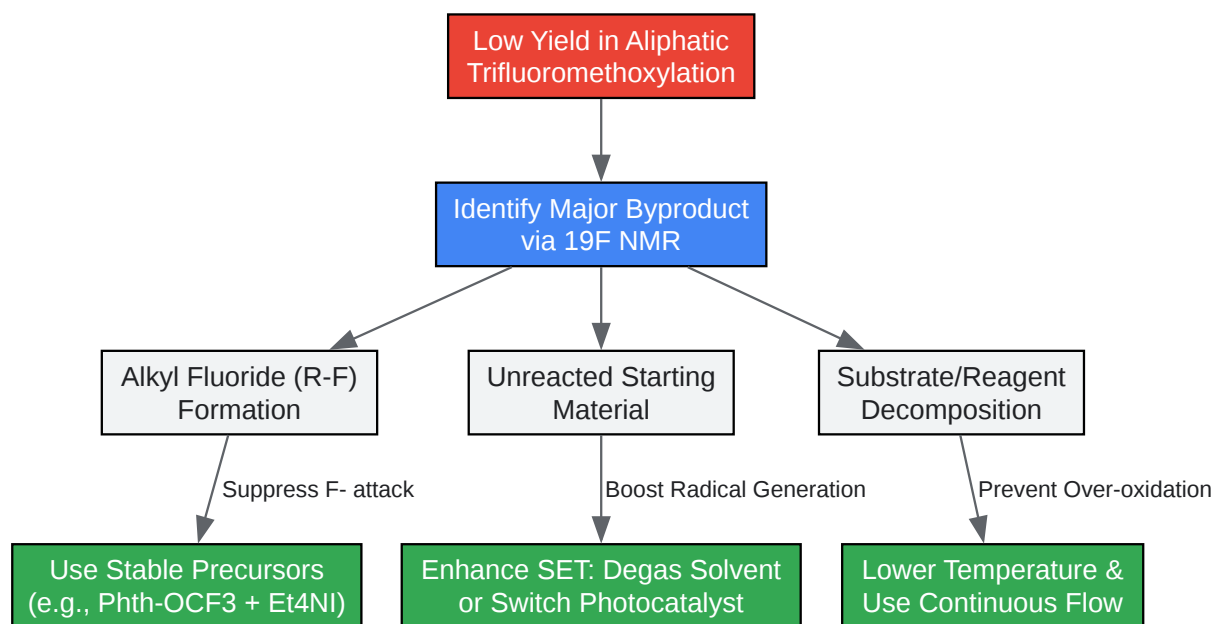 Low Yield in Aliphatic
Trifluoromethoxylation
Identify Major Byproduct
via 19F NMR
Alkyl Fluoride (R-F)
Formation
Unreacted Starting
Material
Substrate/Reagent
Decomposition
Suppress F- attack
Boost Radical Generation
Prevent Over-oxidation
Use Stable Precursors
(e.g., Phth-OCF3 + Et4NI)
Enhance SET: Degas Solvent
or Switch Photocatalyst
Lower Temperature &
Use Continuous Flow